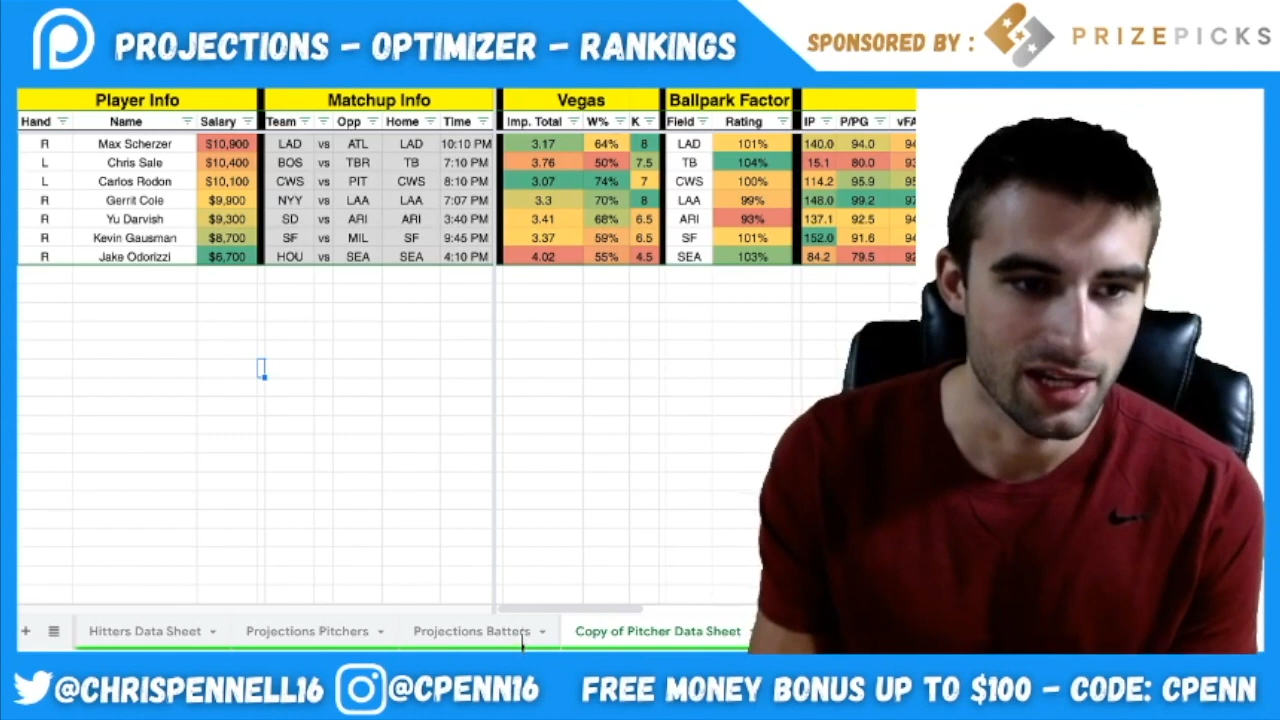 PROJECTIONS - OPTIMIZER - RANKINGS
SPONSORED BY : PRIZEPICKS
Player Info Matchup Info Vegas Ballpark Factor
Hand Name Salary Team Opp Home Time Imp. Total W% K Field Rating IP P/PG vFA
R Max Scherzer $10,900 LAD vs ATL LAD 10:10 PM 3.17 64% 8 LAD 101% 140.0 94.0 94
L Chris Sale $10,400 BOS vs TBR TB 7:10 PM 3.76 50% 7.5 TB 104% 15.1 80.0 93
L Carlos Rodon $10,100 CWS vs PIT CWS 8:10 PM 3.07 74% 7 CWS 100% 114.2 95.9 95
R Gerrit Cole $9,900 NYY vs LAA LAA 7:07 PM 3.3 70% 8 LAA 99% 148.0 99.2 97
R Yu Darvish $9,300 SD vs ARI ARI 3:40 PM 3.41 68% 6.5 ARI 93% 137.1 92.5 94
R Kevin Gausman $8,700 SF vs MIL SF 9:45 PM 3.37 59% 6.5 SF 101% 152.0 91.6 94
R Jake Odorizzi $6,700 HOU vs SEA SEA 4:10 PM 4.02 55% 4.5 SEA 103% 84.2 79.5 92
+ Hitters Data Sheet Projections Pitchers Projections Batters Copy of Pitcher Data Sheet
@CHRISPENNELL16 @CPENN16 FREE MONEY BONUS UP TO $100 - CODE: CPENN